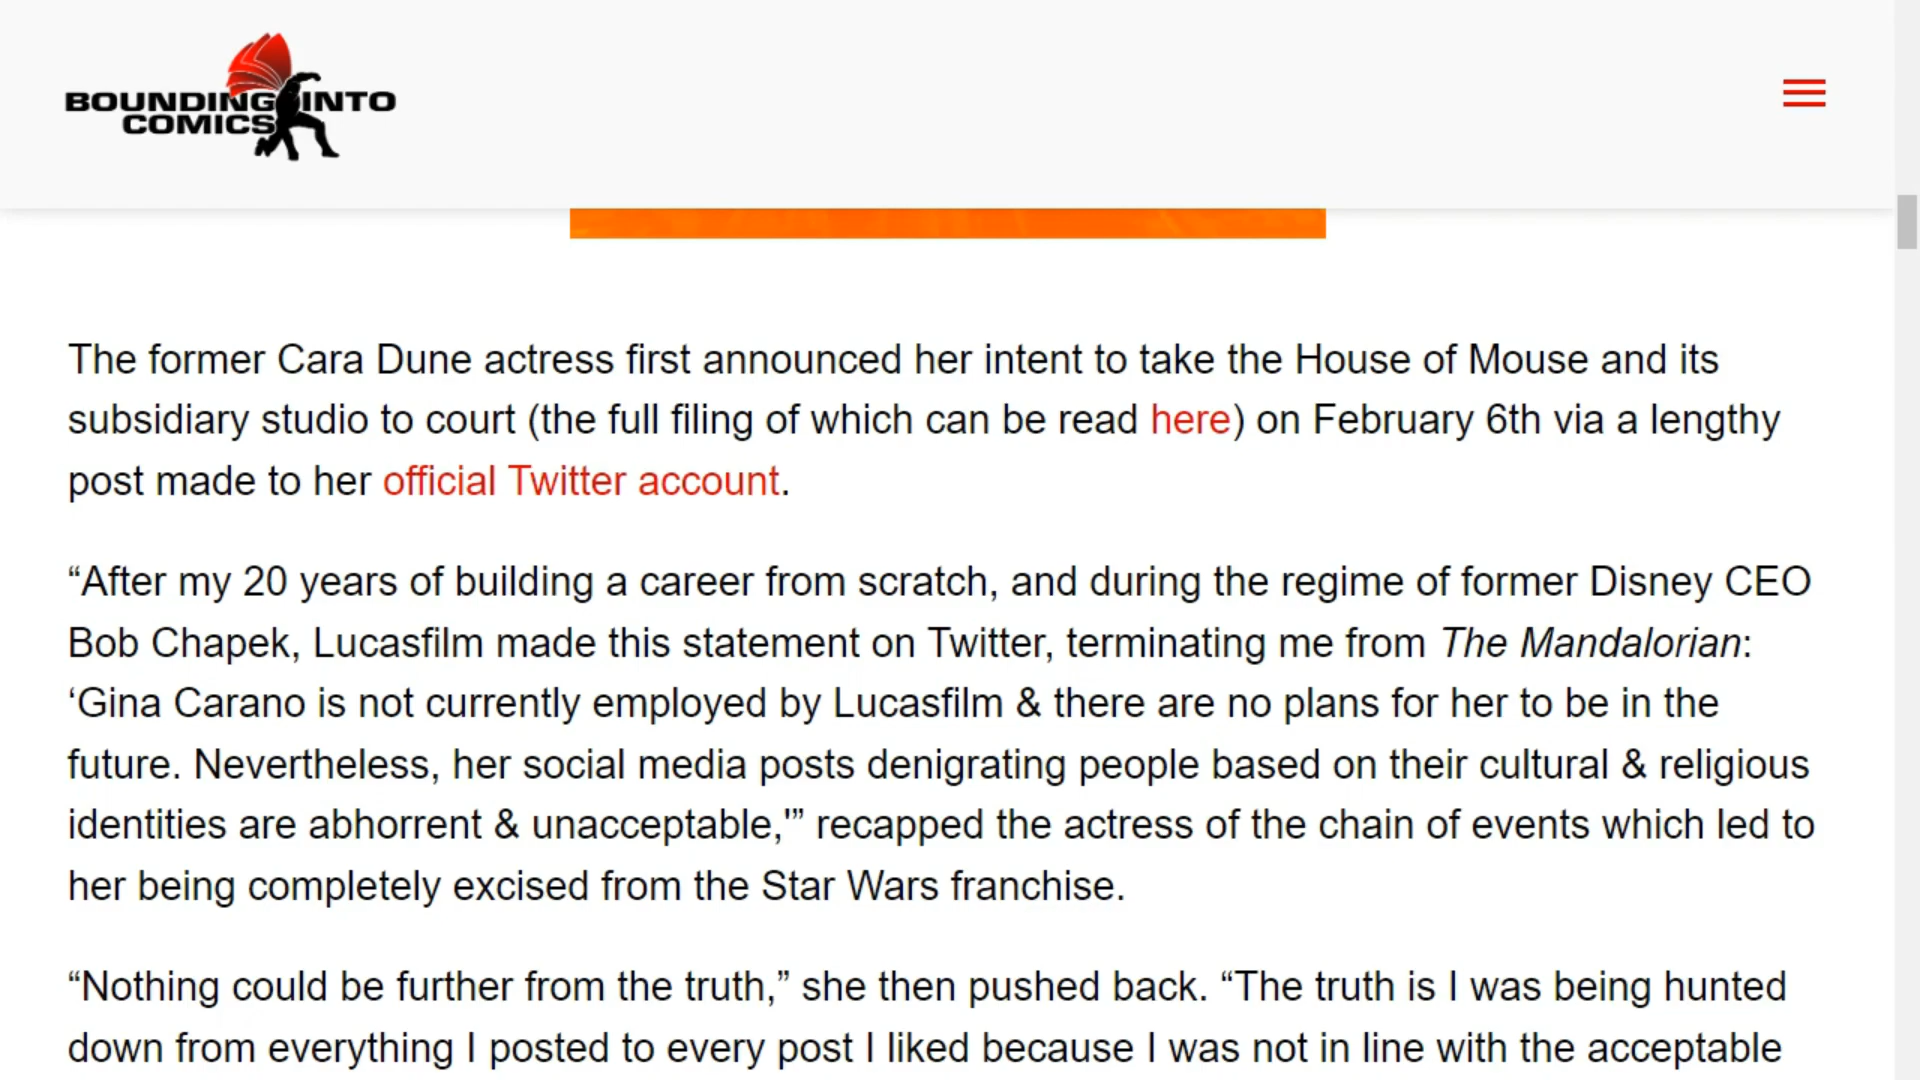 BOUNDING INTO
COMICS
The former Cara Dune actress first announced her intent to take the House of Mouse and its
subsidiary studio to court (the full filing of which can be read here) on February 6th via a lengthy
post made to her official Twitter account.
“After my 20 years of building a career from scratch, and during the regime of former Disney CEO
Bob Chapek, Lucasfilm made this statement on Twitter, terminating me from The Mandalorian:
‘Gina Carano is not currently employed by Lucasfilm & there are no plans for her to be in the
future. Nevertheless, her social media posts denigrating people based on their cultural & religious
identities are abhorrent & unacceptable,'” recapped the actress of the chain of events which led to
her being completely excised from the Star Wars franchise.
“Nothing could be further from the truth,” she then pushed back. “The truth is I was being hunted
down from everything I posted to every post I liked because I was not in line with the acceptable